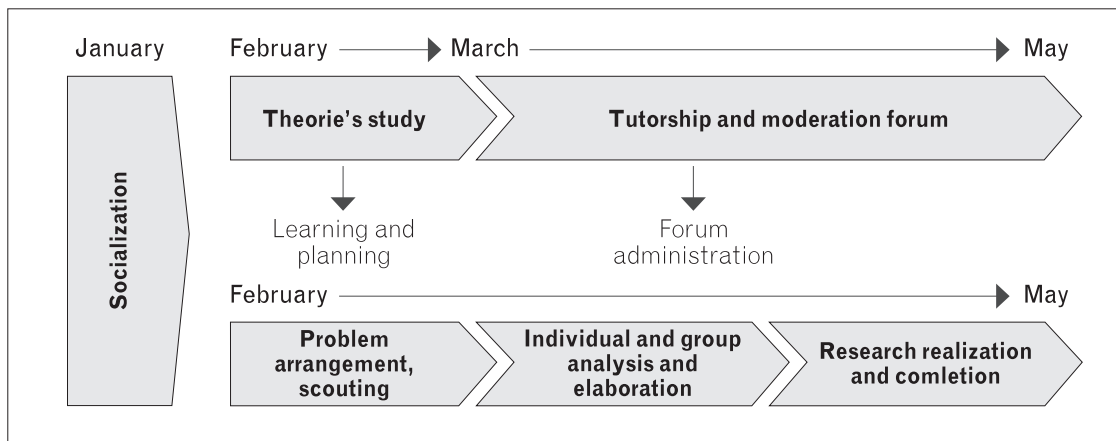 January
February
March
May
Socialization
Theorie's study
Tutorship and moderation forum
Learning and
planning
Forum
administration
February
May
Problem
arrangement,
scouting
Individual and group
analysis and
elaboration
Research realization
and comletion